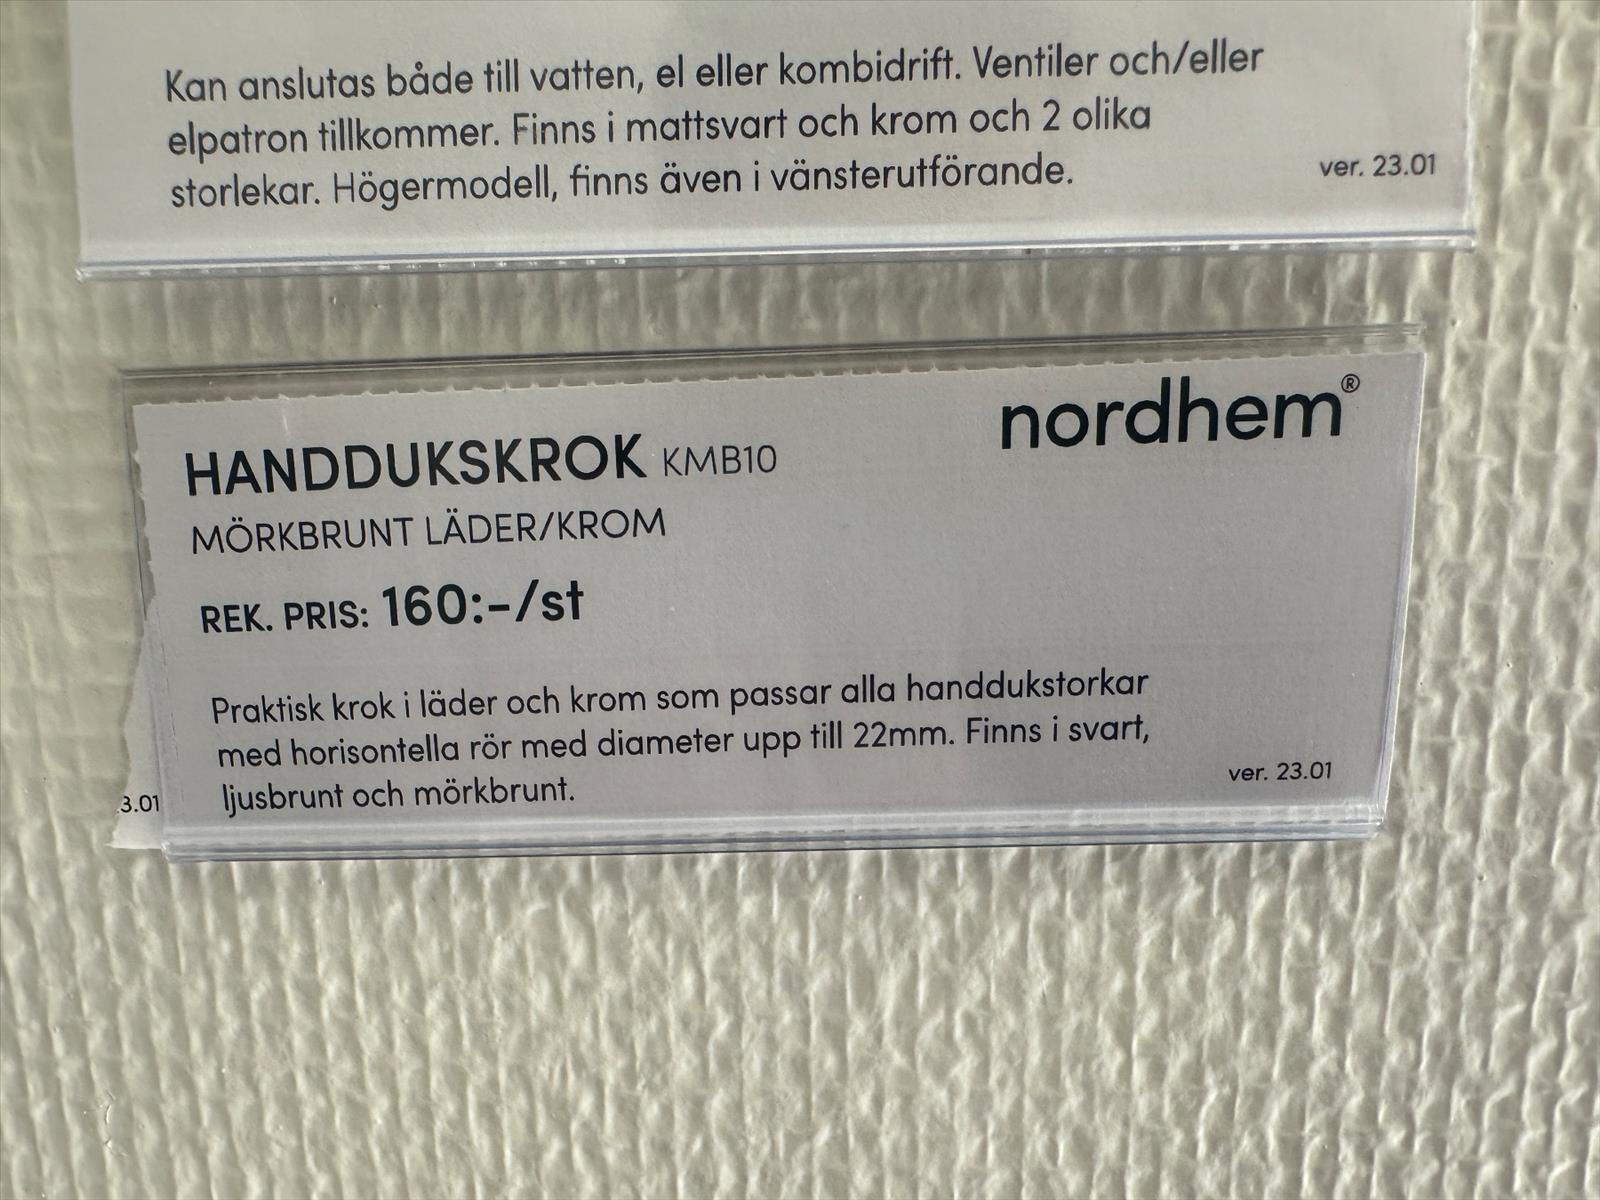 Kan anslutas både till vatten, el eller kombidrift. Ventiler och/eller
elpatron tillkommer. Finns i mattsvart och krom och 2 olika
storlekar. Högermodell, finns även i vänsterutförande.
ver. 23.01
nordhem®
HANDDUKSKROK KMB10
MÖRKBRUNT LÄDER/KROM
REK. PRIS: 160:-/st
Praktisk krok i läder och krom som passar alla handdukstorkar
med horisontella rör med diameter upp till 22mm. Finns i svart,
ljusbrunt och mörkbrunt.
ver. 23.01
3.01